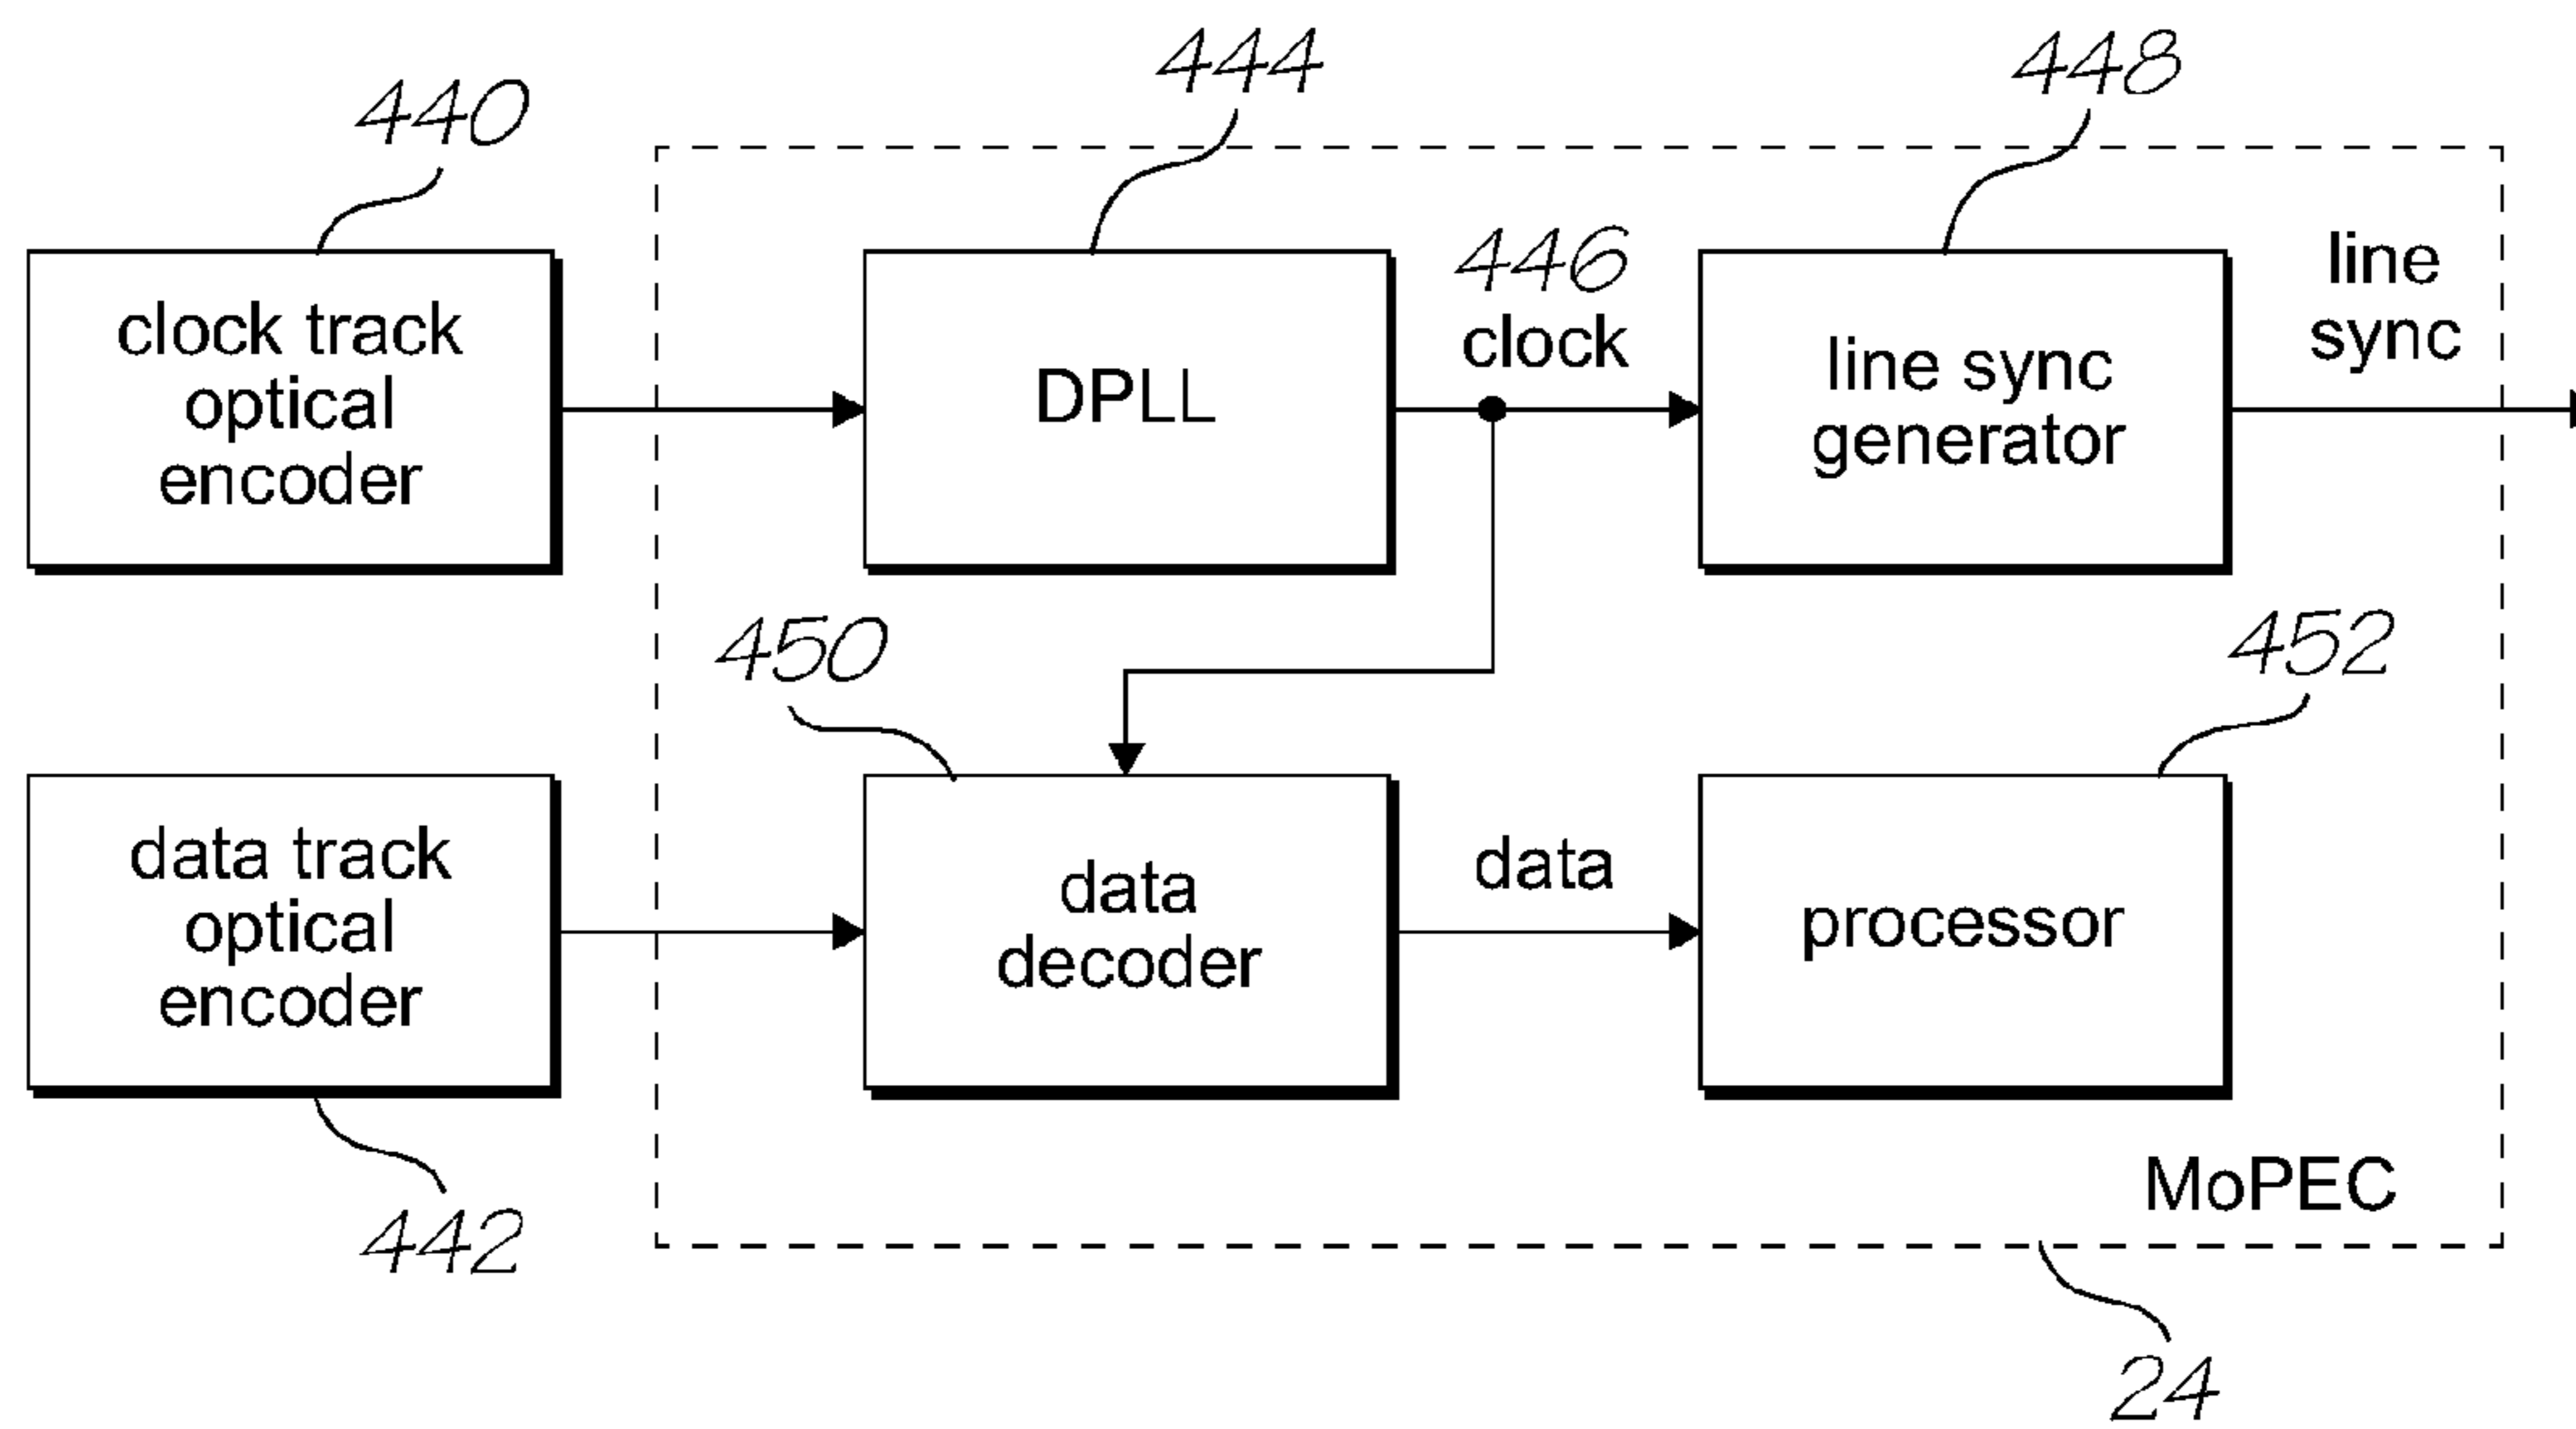 440
444
448
clock track
optical
encoder
DPLL
446
clock
line sync
generator
line
sync
450
452
data track
optical
encoder
data
decoder
data
processor
MoPEC
442
24